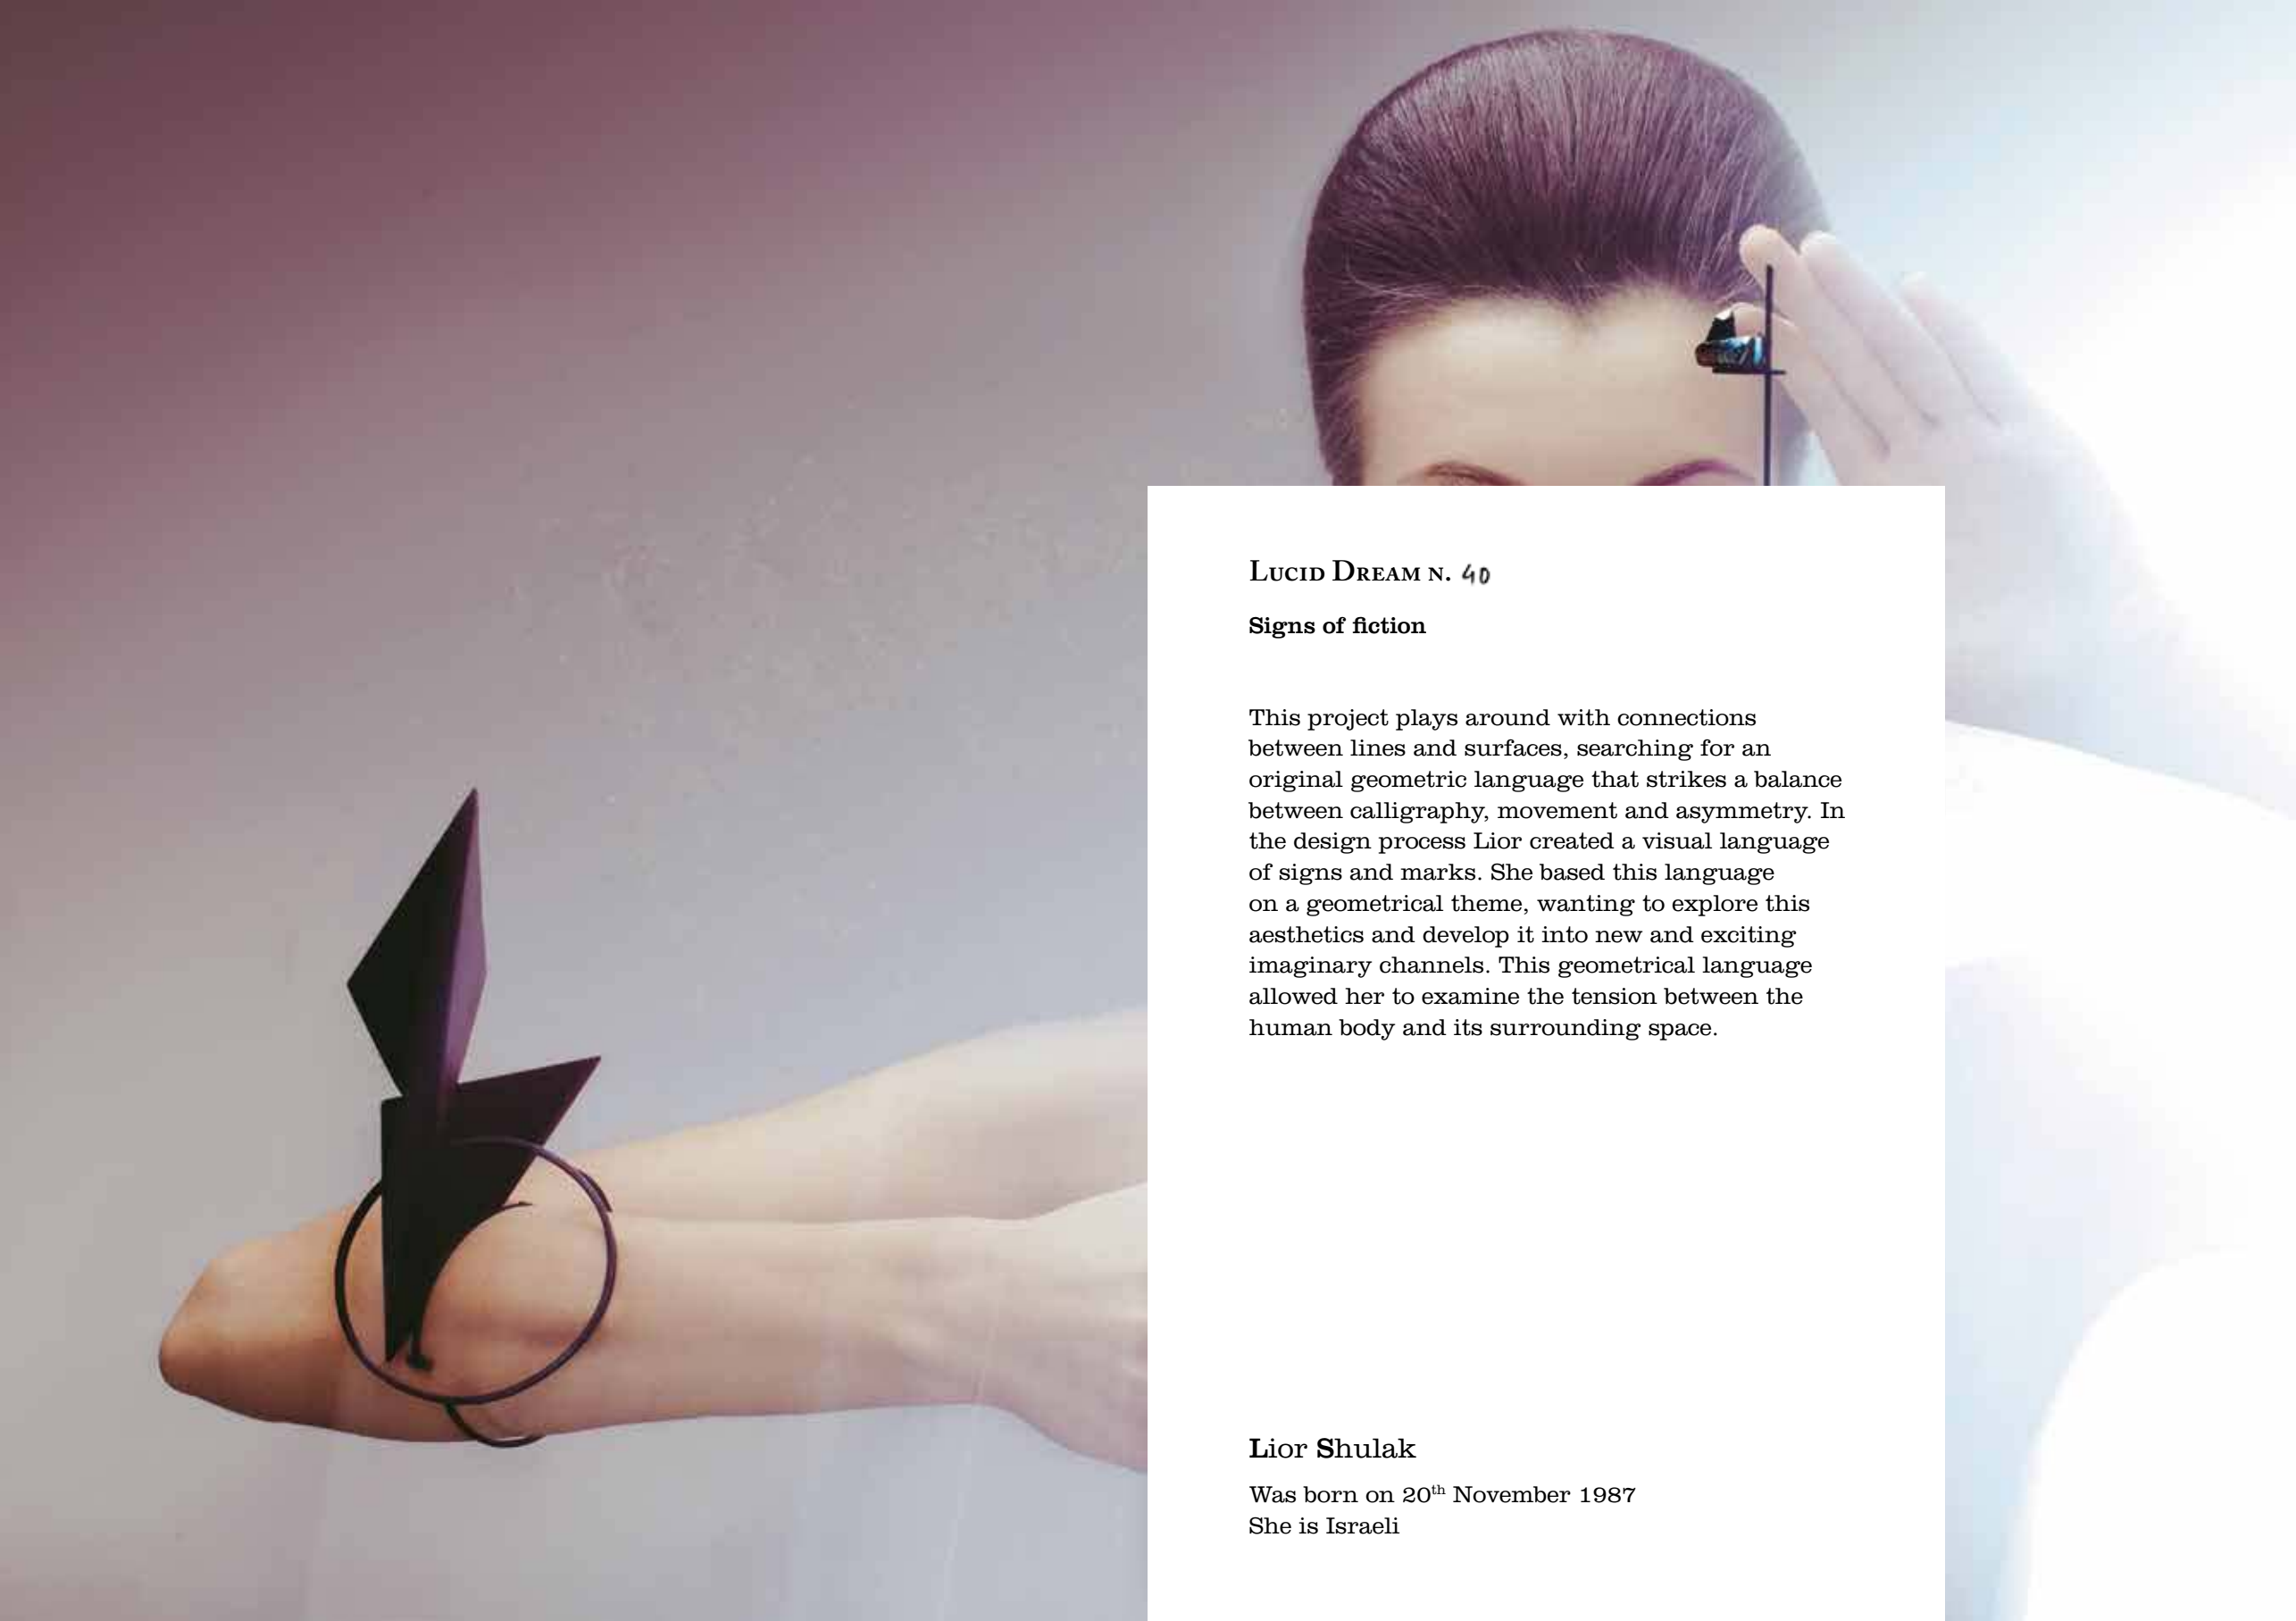 Lucid Dream n. 40
Signs of fiction
This project plays around with connections
between lines and surfaces, searching for an
original geometric language that strikes a balance
between calligraphy, movement and asymmetry. In
the design process Lior created a visual language
of signs and marks. She based this language
on a geometrical theme, wanting to explore this
aesthetics and develop it into new and exciting
imaginary channels. This geometrical language
allowed her to examine the tension between the
human body and its surrounding space.
Lior Shulak
Was born on 20th November 1987
She is Israeli